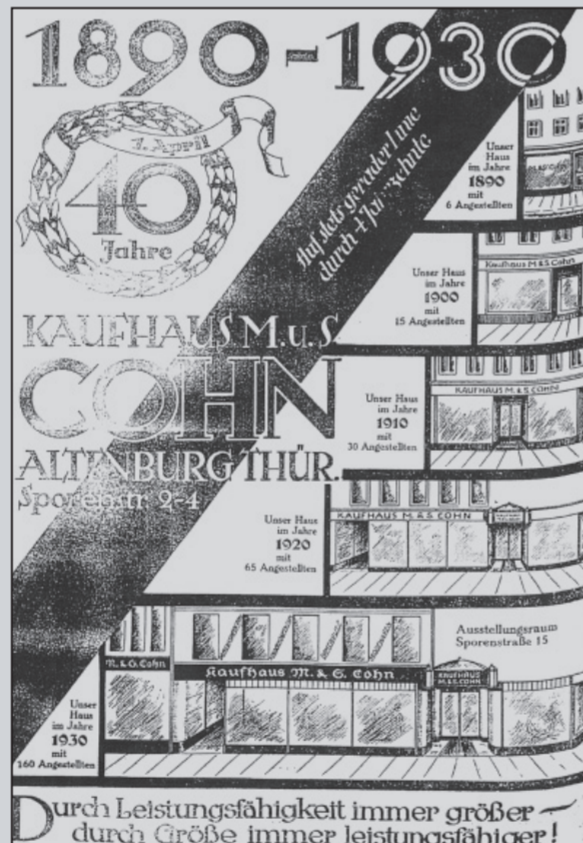 1890-1930
1. April
40
Jahre
Auf stets gerader Linie
durch 4 Jahrzehnte
KAUFHAUS M. u. S.
COHN
ALTENBURG THÜR.
Sporenstr. 2-4
Unser
Haus
im Jahre
1890
mit
6 Angestellten
Unser Haus
im Jahre
1900
mit
15 Angestellten
Kaufhaus M & S Cohn
Unser Haus
im Jahre
1910
mit
30 Angestellten
KAUFHAUS M. & S. COHN
Unser Haus
im Jahre
1920
mit
65 Angestellten
KAUFHAUS M. & S. COHN
Ausstellungsraum
Sporenstraße 15
M. & S. Cohn
Kaufhaus M. & S. Cohn
KAUFHAUS
M. & S. COHN
Unser
Haus
im Jahre
1930
mit
160 Angestellten
Durch Leistungsfähigkeit immer größer –
durch Größe immer leistungsfähiger!